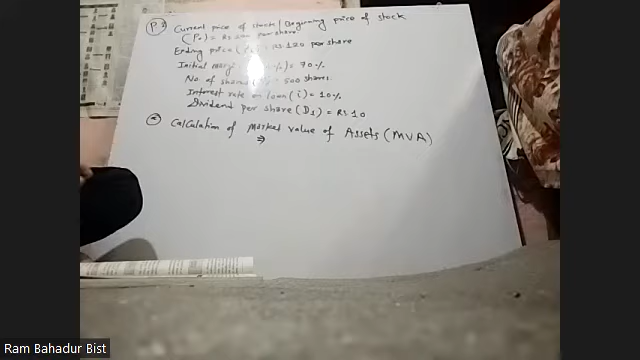 Current price of stock / Beginning price of stock
(P₀) = Rs per share
Ending price ( Rs 120 per share
Initial %) = 70%
No of shares = 500 shares.
Interest rate on loan (i) = 10%
Dividend per share (D₁) = Rs 10
Calculation of Market value of Assets (MVA)
⇒
Ram Bahadur Bist